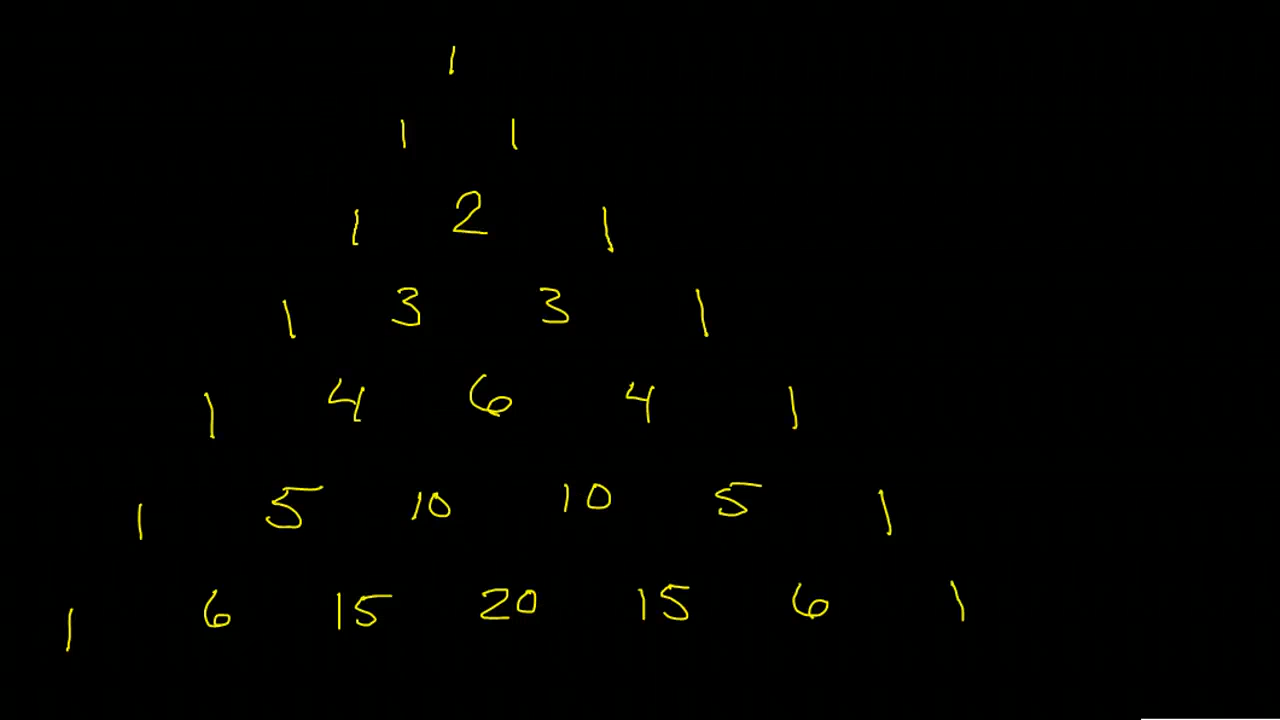 1
1 1
1 2 1
1 3 3 1
1 4 6 4 1
1 5 10 10 5 1
1 6 15 20 15 6 1